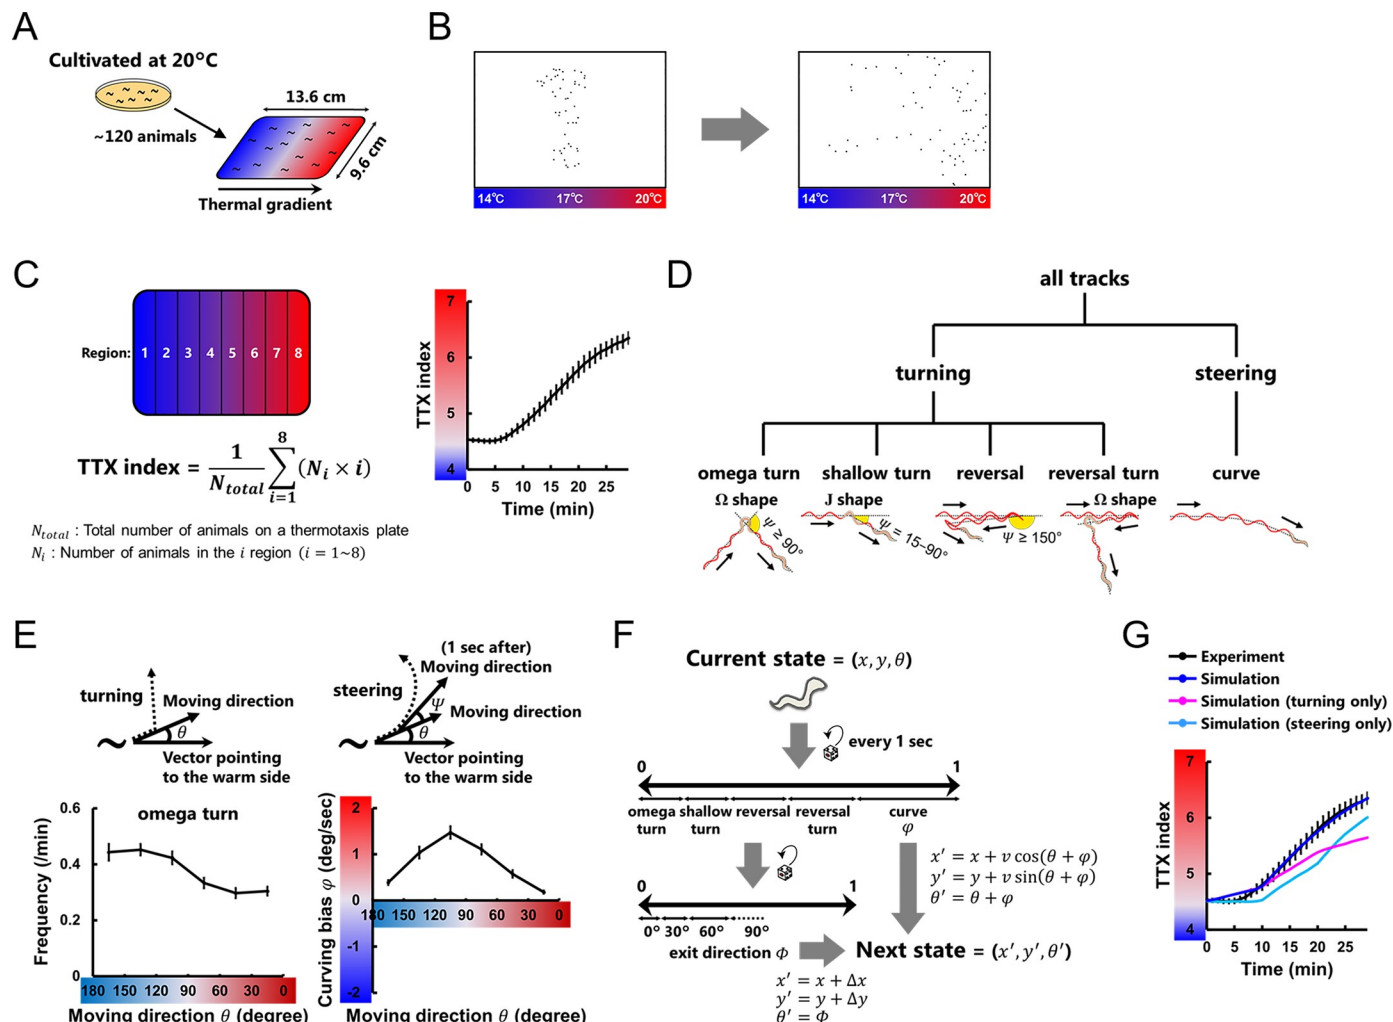 A
Cultivated at 20°C
~120 animals
13.6 cm
9.6 cm
Thermal gradient
B
14℃ 17℃ 20℃
14℃ 17℃ 20℃
C
Region: 1 2 3 4 5 6 7 8
TTX index = 1/N_total ∑_{i=1}^{8} (N_i × i)
N_total : Total number of animals on a thermotaxis plate
N_i : Number of animals in the i region (i = 1~8)
TTX index
7
6
5
4
0 5 10 15 20 25
Time (min)
D
all tracks
turning steering
omega turn shallow turn reversal reversal turn curve
Ω shape J shape Ω shape
Ψ ≥ 90° Ψ = 15–90° Ψ ≥ 150°
E
turning
Moving direction
θ
Vector pointing
to the warm side
(1 sec after)
Moving direction
steering
Ψ
Moving direction
θ
Vector pointing
to the warm side
omega turn
Frequency (/min)
0.6
0.4
0.2
0
180 150 120 90 60 30 0
Moving direction θ (degree)
Curving bias φ (deg/sec)
2
1
0
-1
-2
180 150 120 90 60 30 0
Moving direction θ (degree)
F
Current state = (x, y, θ)
every 1 sec
0 1
omega turn
shallow turn
reversal
reversal turn
curve
φ
x′ = x + v cos(θ + φ)
y′ = y + v sin(θ + φ)
θ′ = θ + φ
0 1
0° 30° 60° 90°
exit direction Φ
Next state = (x′, y′, θ′)
x′ = x + Δx
y′ = y + Δy
θ′ = Φ
G
Experiment
Simulation
Simulation (turning only)
Simulation (steering only)
TTX index
7
6
5
4
0 5 10 15 20 25
Time (min)